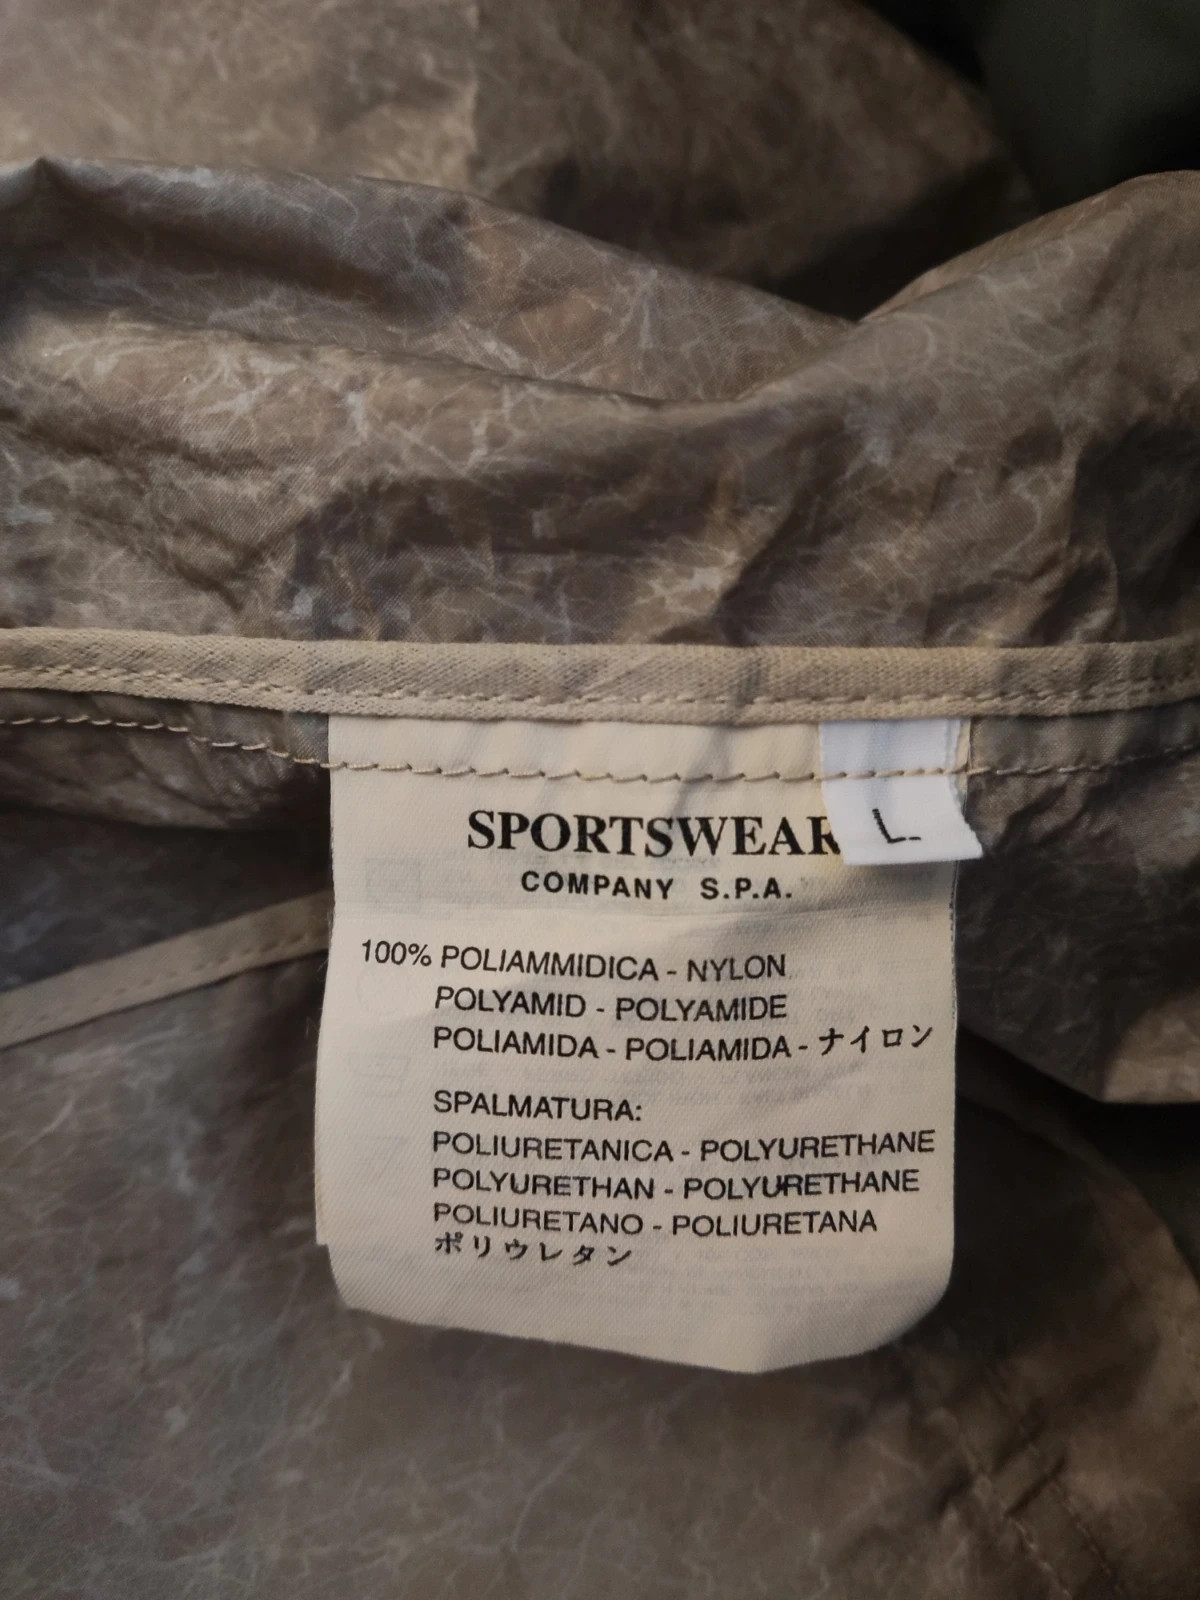 SPORTSWEAR
L
COMPANY S.P.A.
100% POLIAMMIDICA - NYLON
POLYAMID - POLYAMIDE
POLIAMIDA - POLIAMIDA - ナイロン
SPALMATURA:
POLIURETANICA - POLYURETHANE
POLYURETHAN - POLYURETHANE
POLIURETANO - POLIURETANA
ポリウレタン